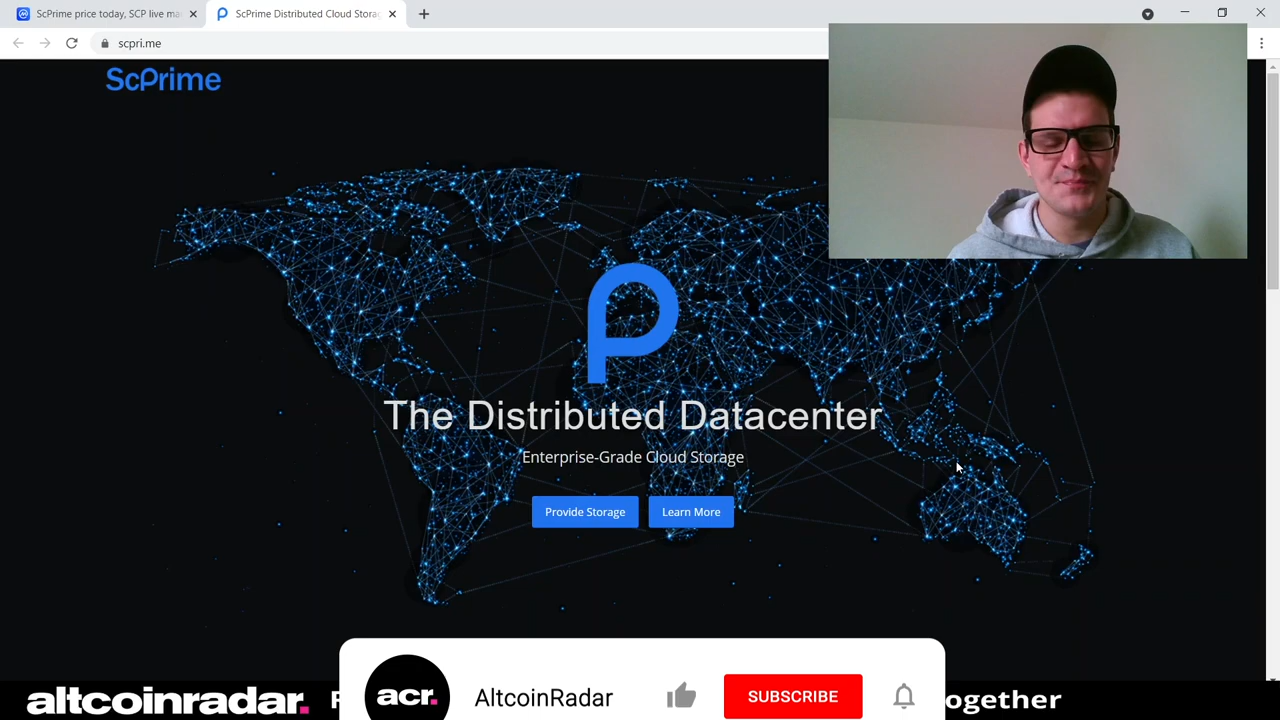 ScPrime price today, SCP live ma
ScPrime Distributed Cloud Storag
scpri.me
ScPrime
The Distributed Datacenter
Enterprise-Grade Cloud Storage
Provide Storage
Learn More
acr.
AltcoinRadar
SUBSCRIBE
altcoinradar.
ogether